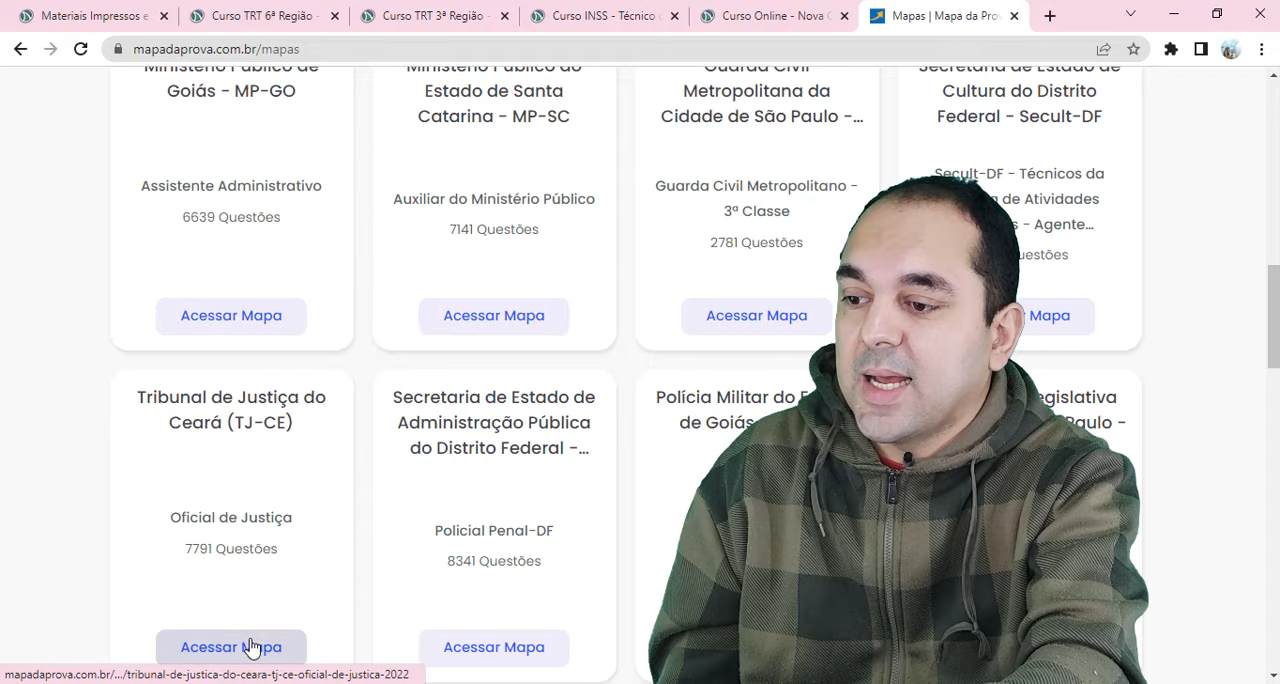 Materiais Impressos e
Curso TRT 6ª Região -
Curso TRT 3ª Região -
Curso INSS - Técnico
Curso Online - Nova
Mapas | Mapa da Pro
mapadaprova.com.br/mapas
Ministério Público de
Goiás - MP-GO
Assistente Administrativo
6639 Questões
Acessar Mapa
Ministério Público do
Estado de Santa
Catarina - MP-SC
Auxiliar do Ministério Público
7141 Questões
Acessar Mapa
Guarda Civil
Metropolitana da
Cidade de São Paulo -...
Guarda Civil Metropolitano -
3ª Classe
2781 Questões
Acessar Mapa
Secretaria de Estado de
Cultura do Distrito
Federal - Secult-DF
Secult-DF - Técnicos da
de Atividades
- Agente...
Mapa
Tribunal de Justiça do
Ceará (TJ-CE)
Oficial de Justiça
7791 Questões
Acessar Mapa
Secretaria de Estado de
Administração Pública
do Distrito Federal -...
Policial Penal-DF
8341 Questões
Acessar Mapa
Polícia Militar do
de Goiás
mapadaprova.com.br/.../tribunal-de-justica-do-ceara-tj-ce-oficial-de-justica-2022